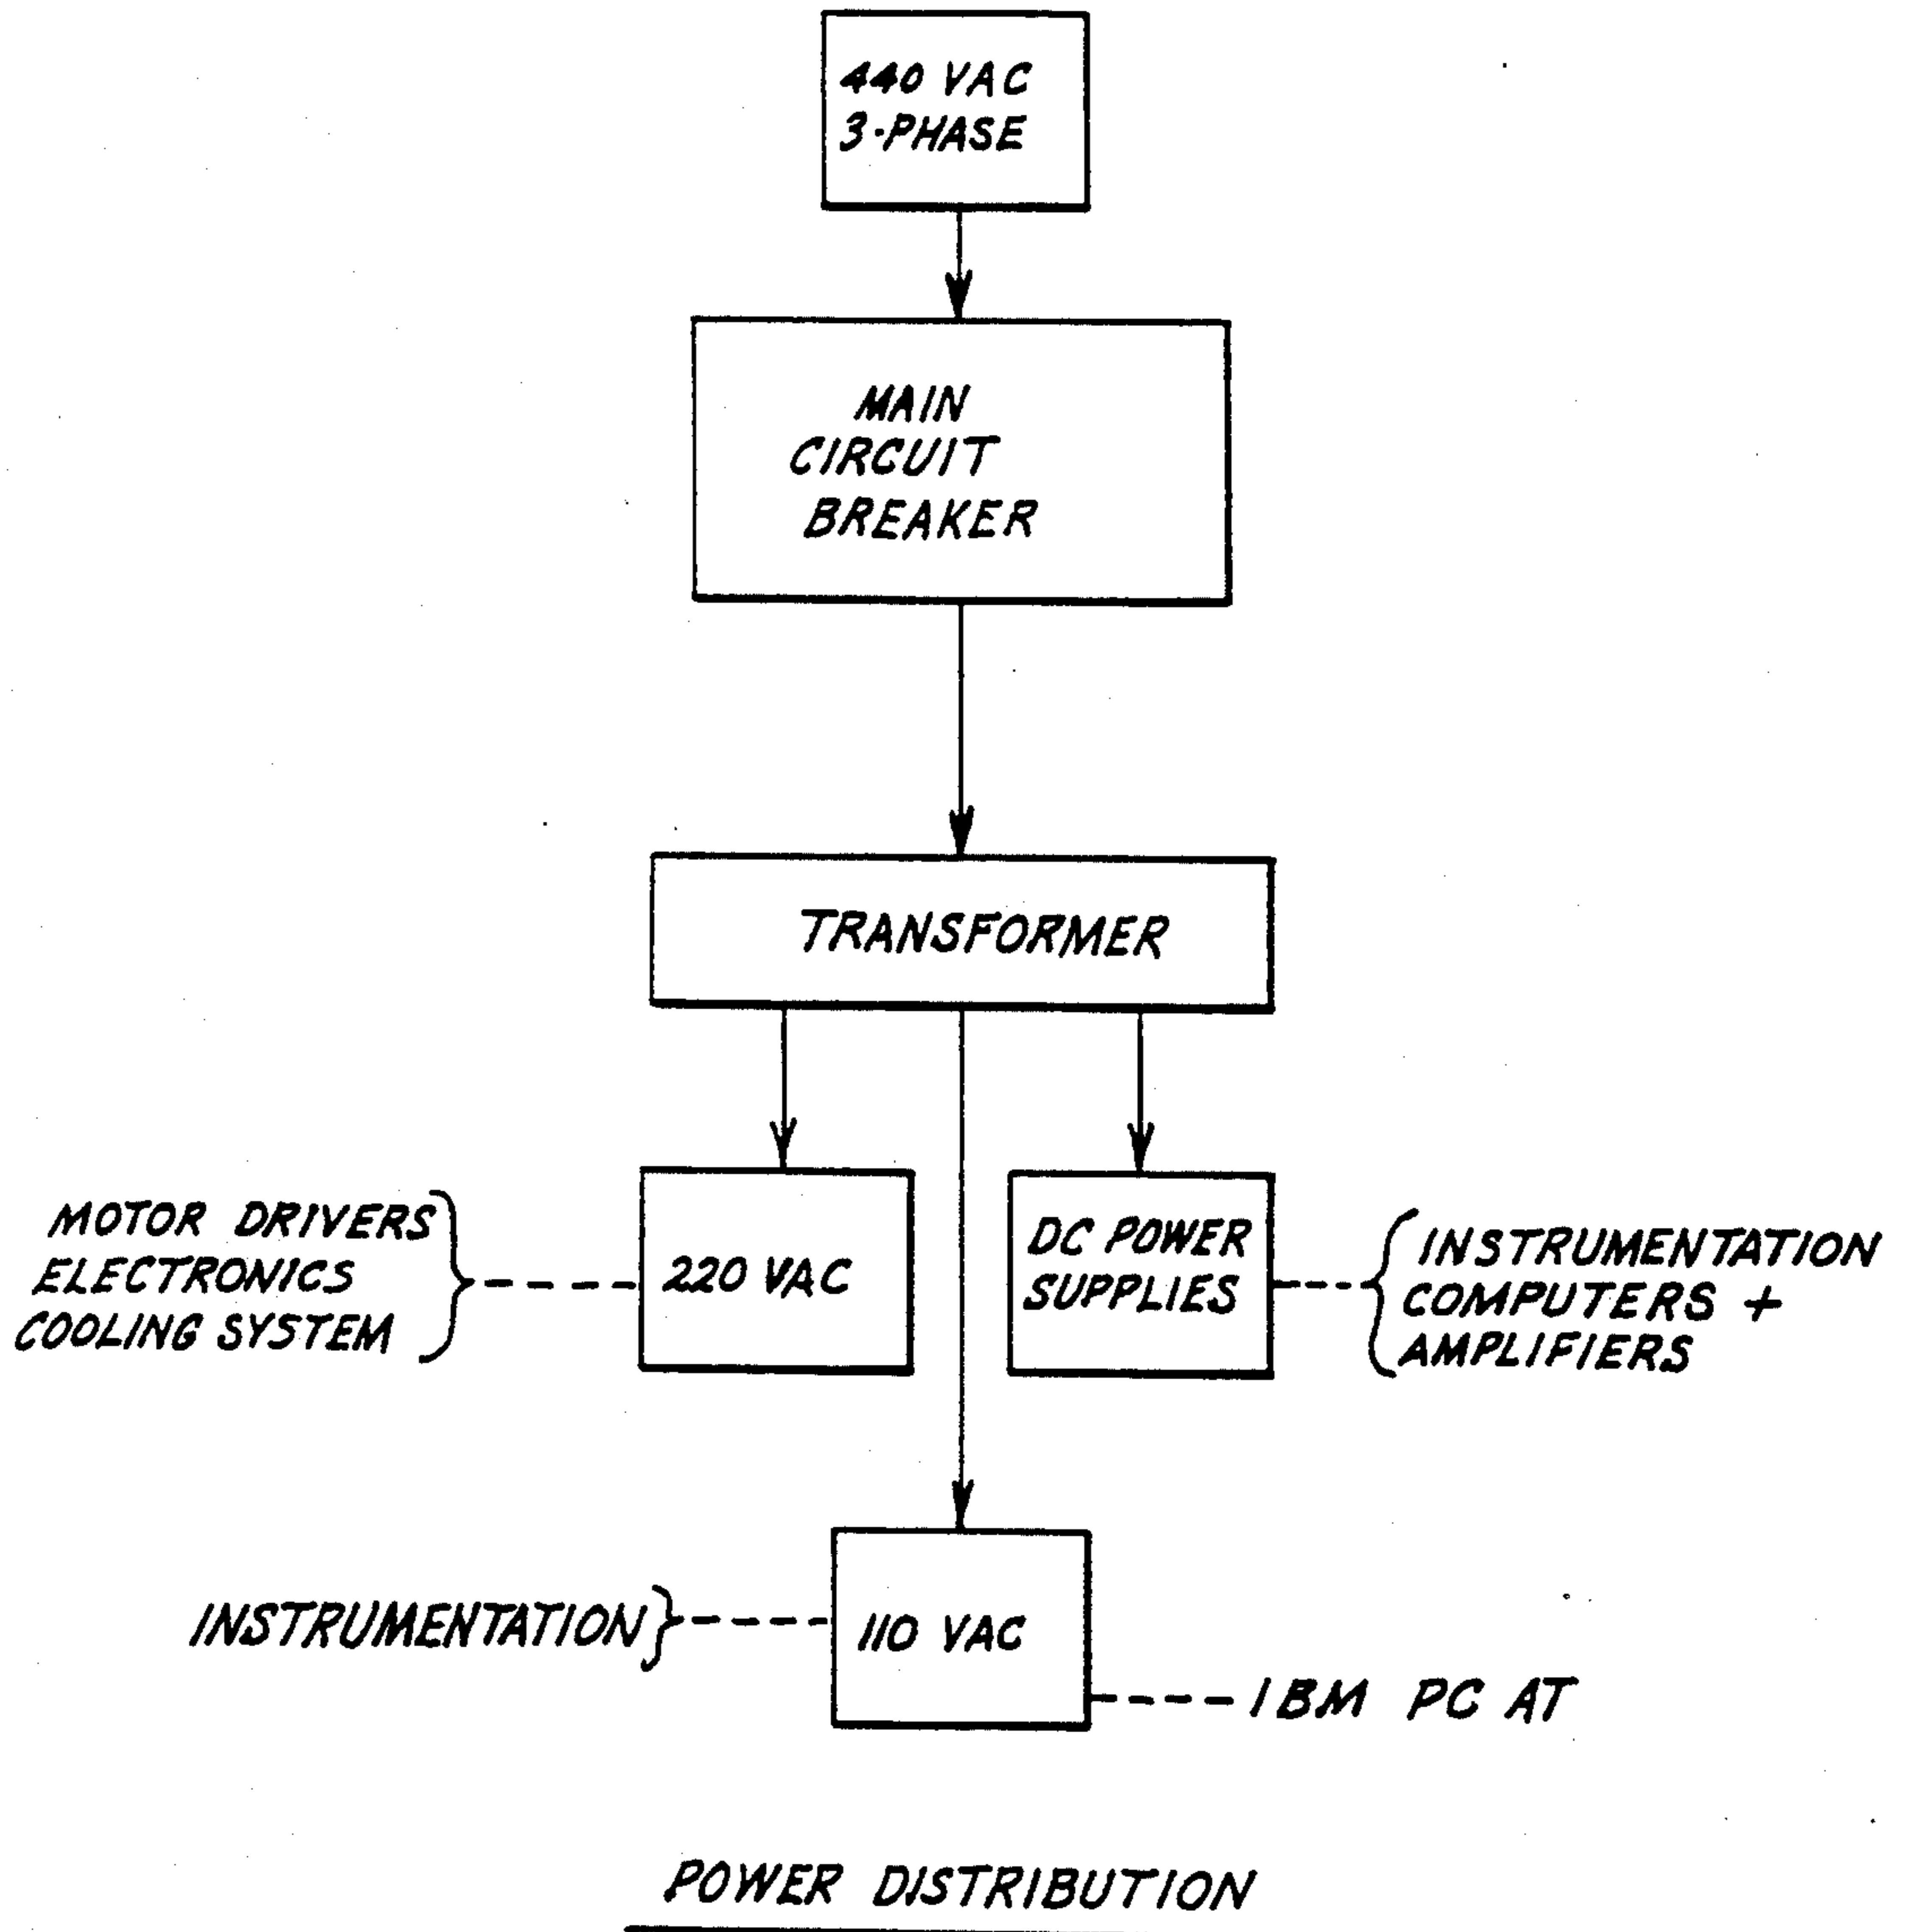 440 VAC
3-PHASE
MAIN
CIRCUIT
BREAKER
TRANSFORMER
MOTOR DRIVERS
ELECTRONICS
COOLING SYSTEM
220 VAC
DC POWER
SUPPLIES
INSTRUMENTATION
COMPUTERS +
AMPLIFIERS
INSTRUMENTATION
110 VAC
IBM PC AT
POWER DISTRIBUTION